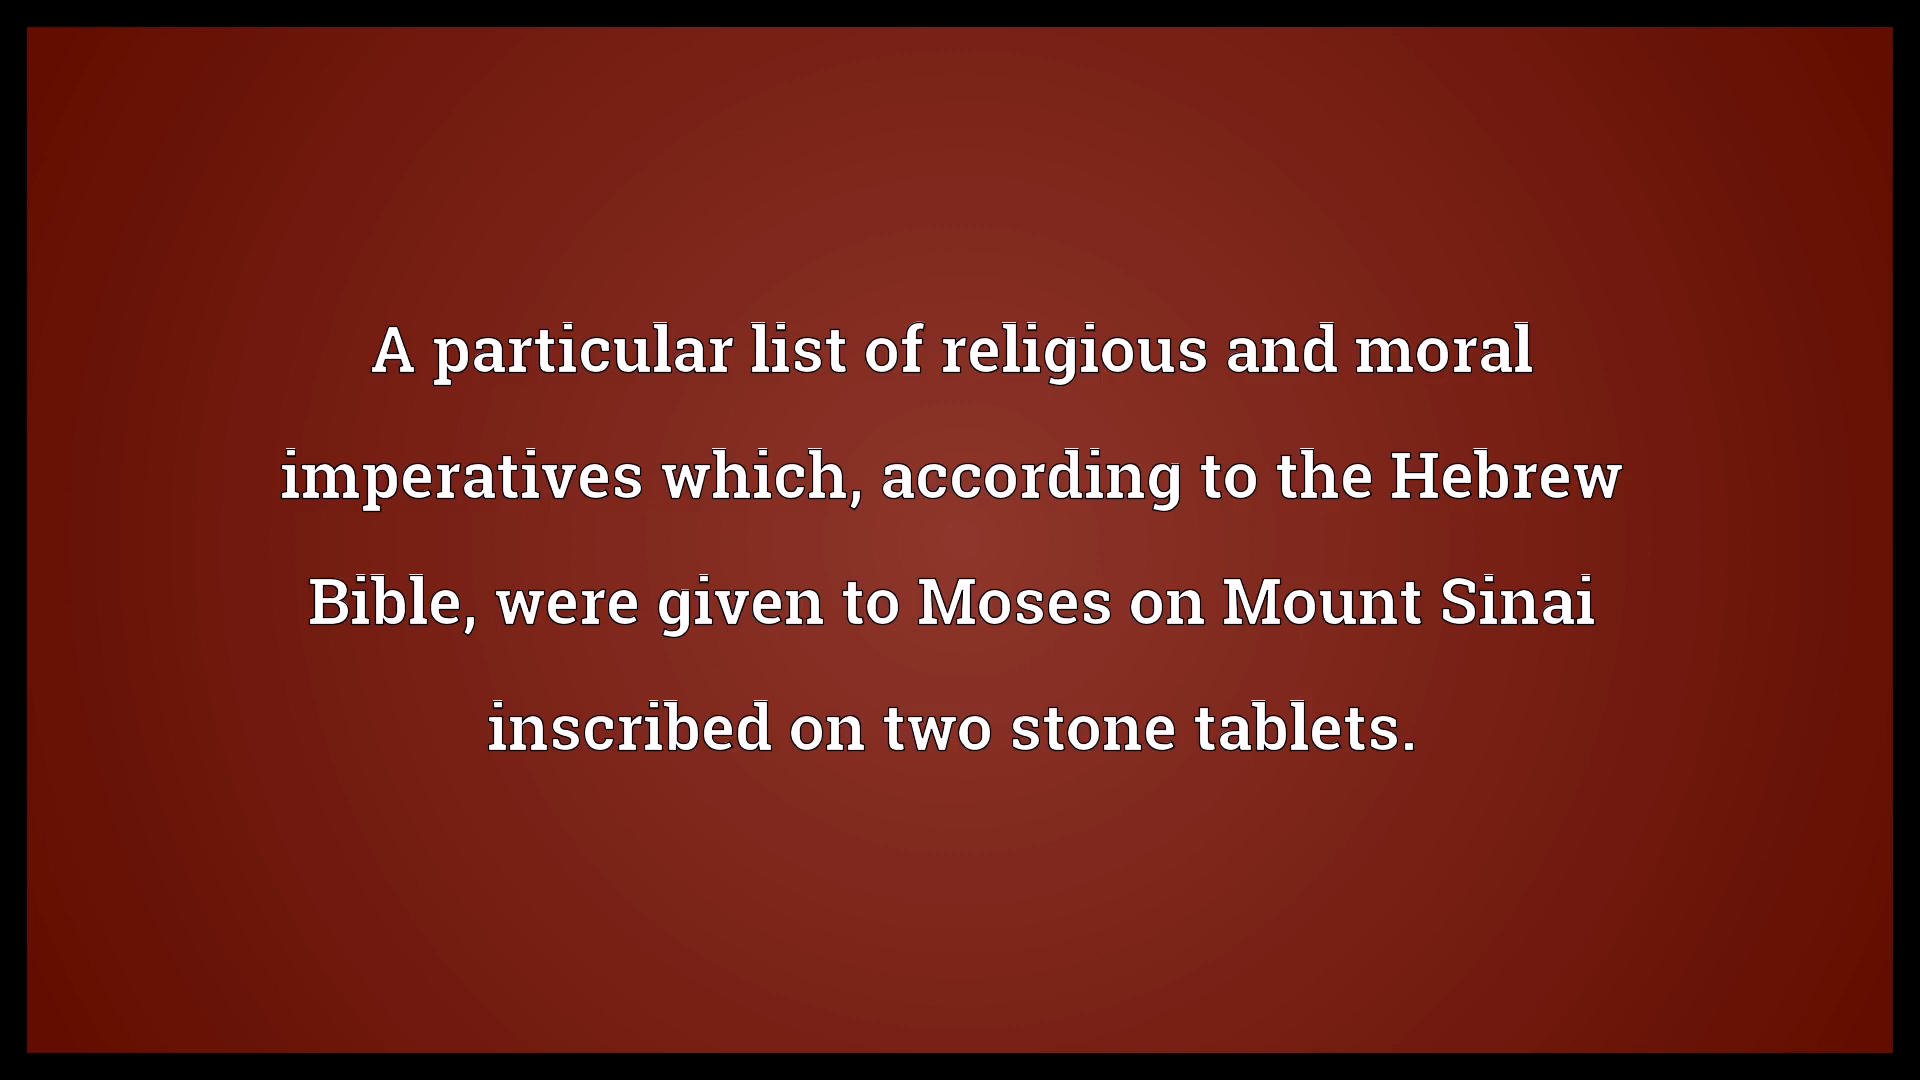 A particular list of religious and moral
imperatives which, according to the Hebrew
Bible, were given to Moses on Mount Sinai
inscribed on two stone tablets.